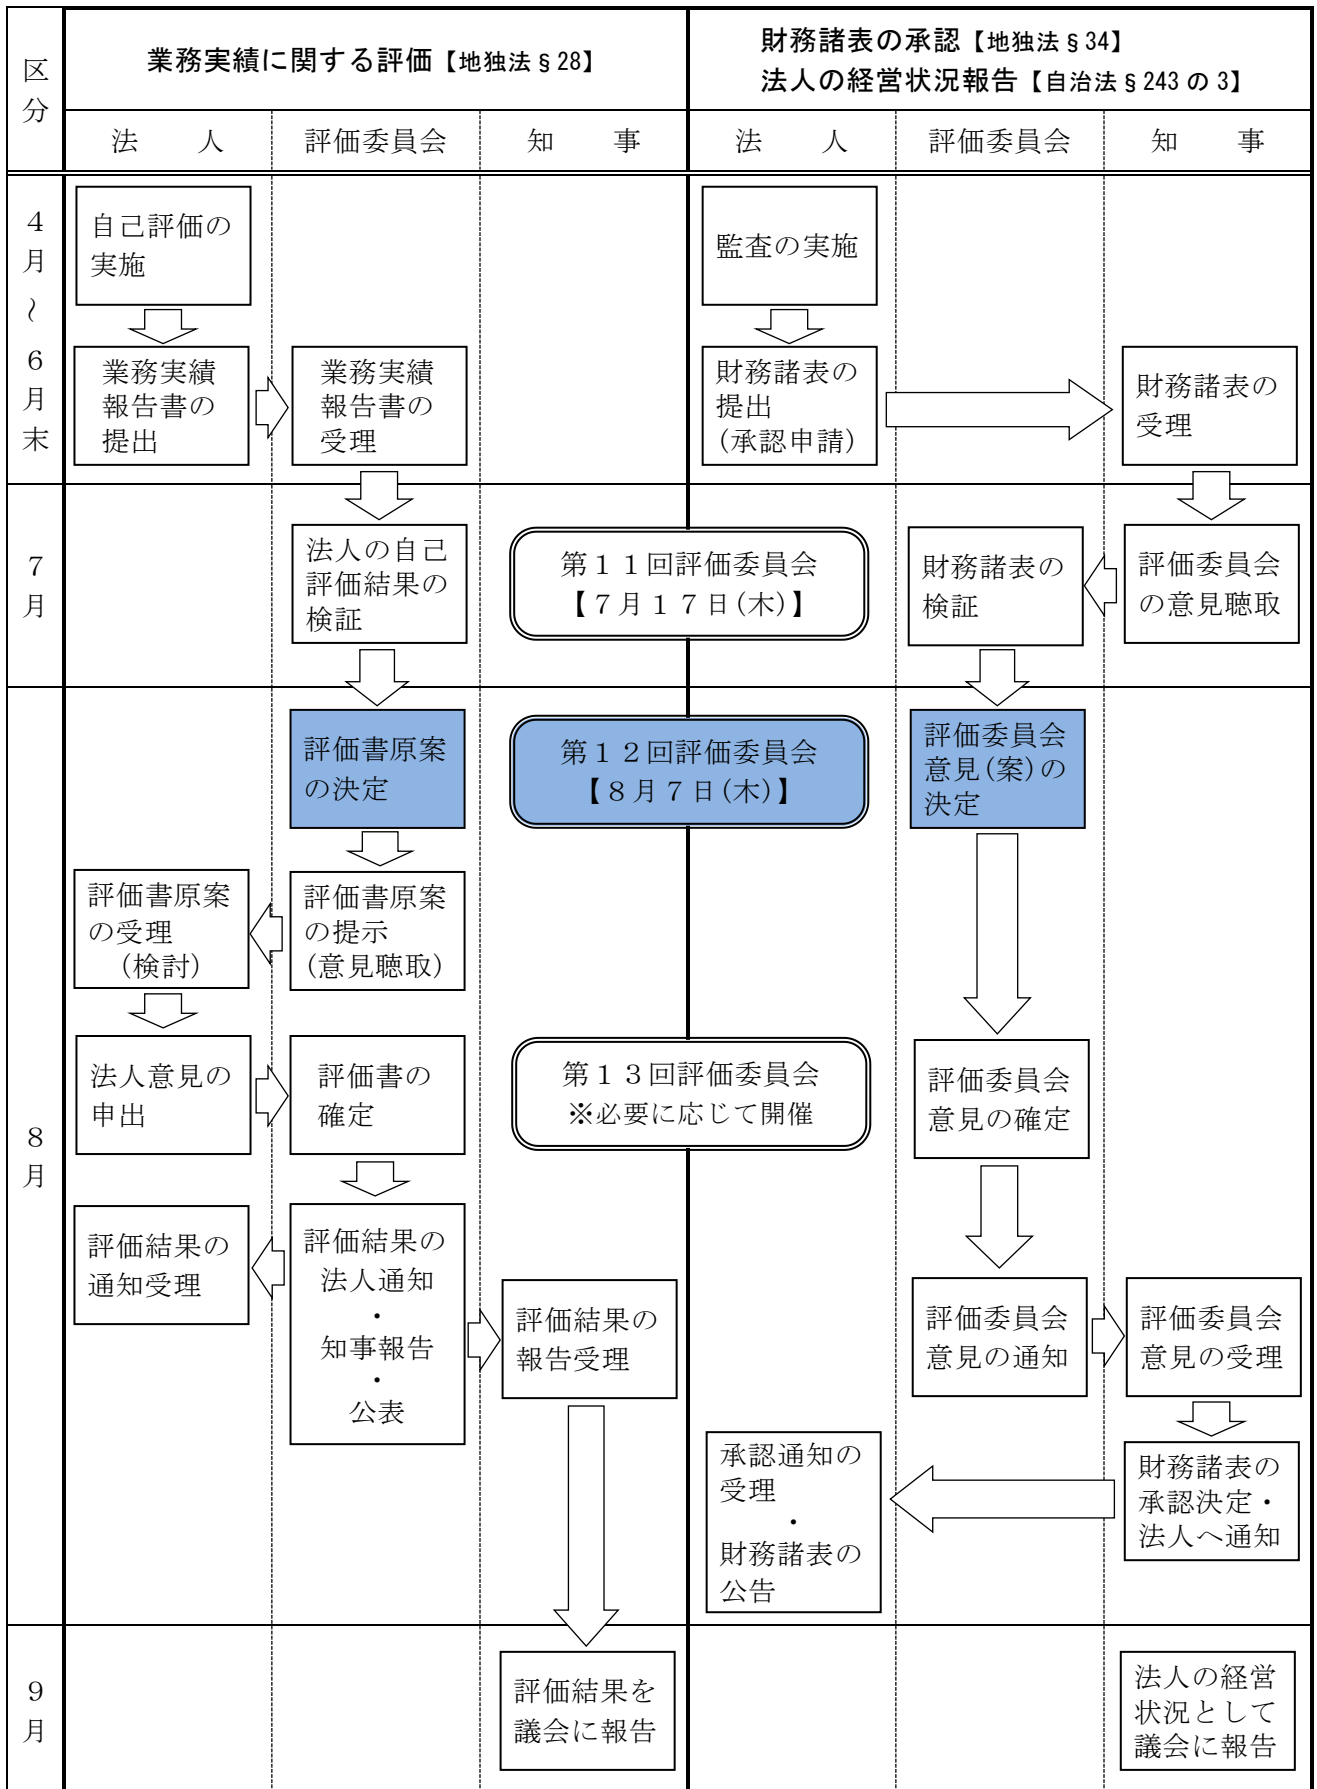 区
分
業務実績に関する評価【地独法§28】
財務諸表の承認【地独法§34】
法人の経営状況報告【自治法§243の3】
法　　人
評価委員会
知　　事
法　　人
評価委員会
知　　事
4
月
～
6
月
末
自己評価の
実施
業務実績
報告書の
提出
業務実績
報告書の
受理
監査の実施
財務諸表の
提出
(承認申請)
財務諸表の
受理
7
月
法人の自己
評価結果の
検証
第１１回評価委員会
【７月１７日(木)】
財務諸表の
検証
評価委員会
の意見聴取
8
月
評価書原案
の決定
第１２回評価委員会
【８月７日(木)】
評価委員会
意見(案)の
決定
評価書原案
の受理
(検討)
評価書原案
の提示
(意見聴取)
法人意見の
申出
評価書の
確定
第１３回評価委員会
※必要に応じて開催
評価委員会
意見の確定
評価結果の
通知受理
評価結果の
法人通知
・
知事報告
・
公表
評価結果の
報告受理
評価委員会
意見の通知
評価委員会
意見の受理
承認通知の
受理
・
財務諸表の
公告
財務諸表の
承認決定・
法人へ通知
9
月
評価結果を
議会に報告
法人の経営
状況として
議会に報告